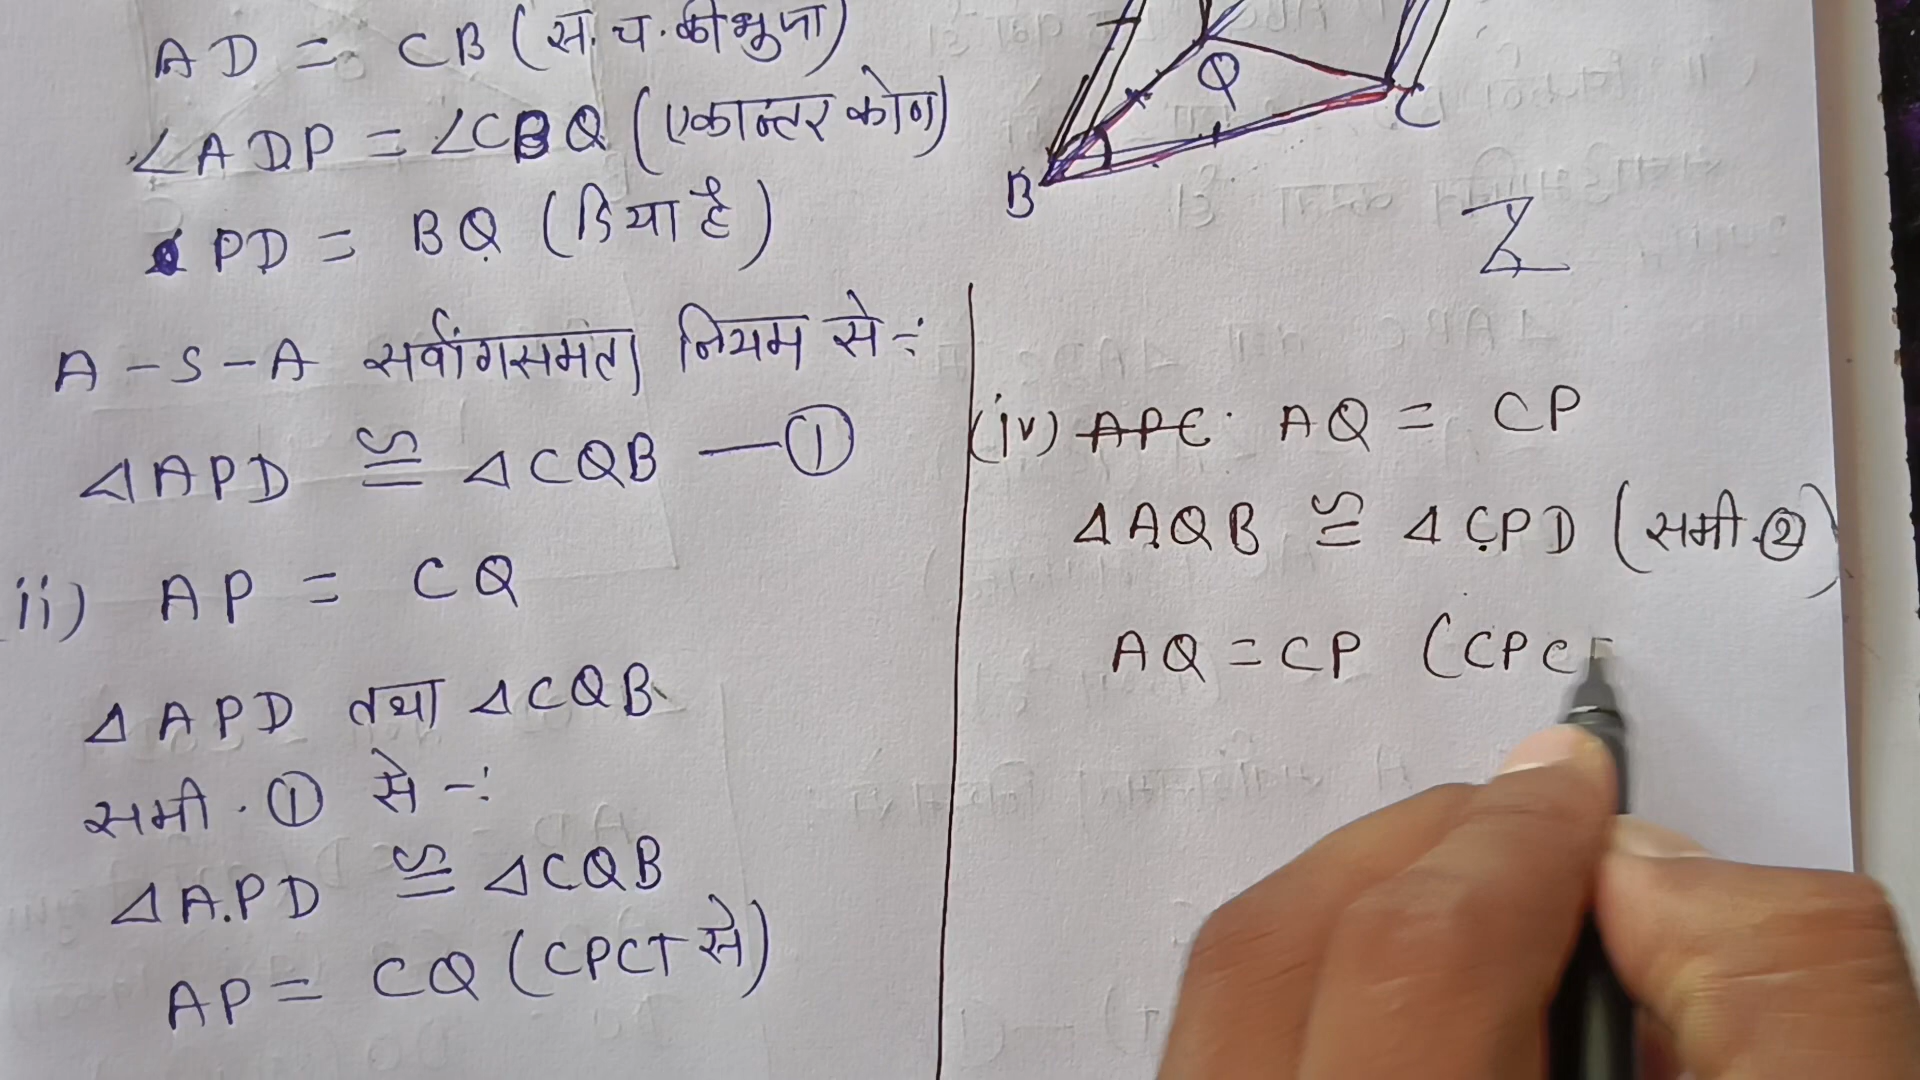 AD = CB (स. च. की भुजा)
∠ADP = ∠CBQ (एकान्तर कोण)
PD = BQ (दिया है)
A-S-A सर्वांगसमता नियम से -:
△APD ≅ △CQB — ①
ii) AP = CQ
△APD तथा △CQB
समी. ① से -:
△APD ≅ △CQB
AP = CQ (CPCT से)
Q
C
B
Z
(iv) APC. AQ = CP
△AQB ≅ △CPD (समी. ②)
AQ = CP (CPC